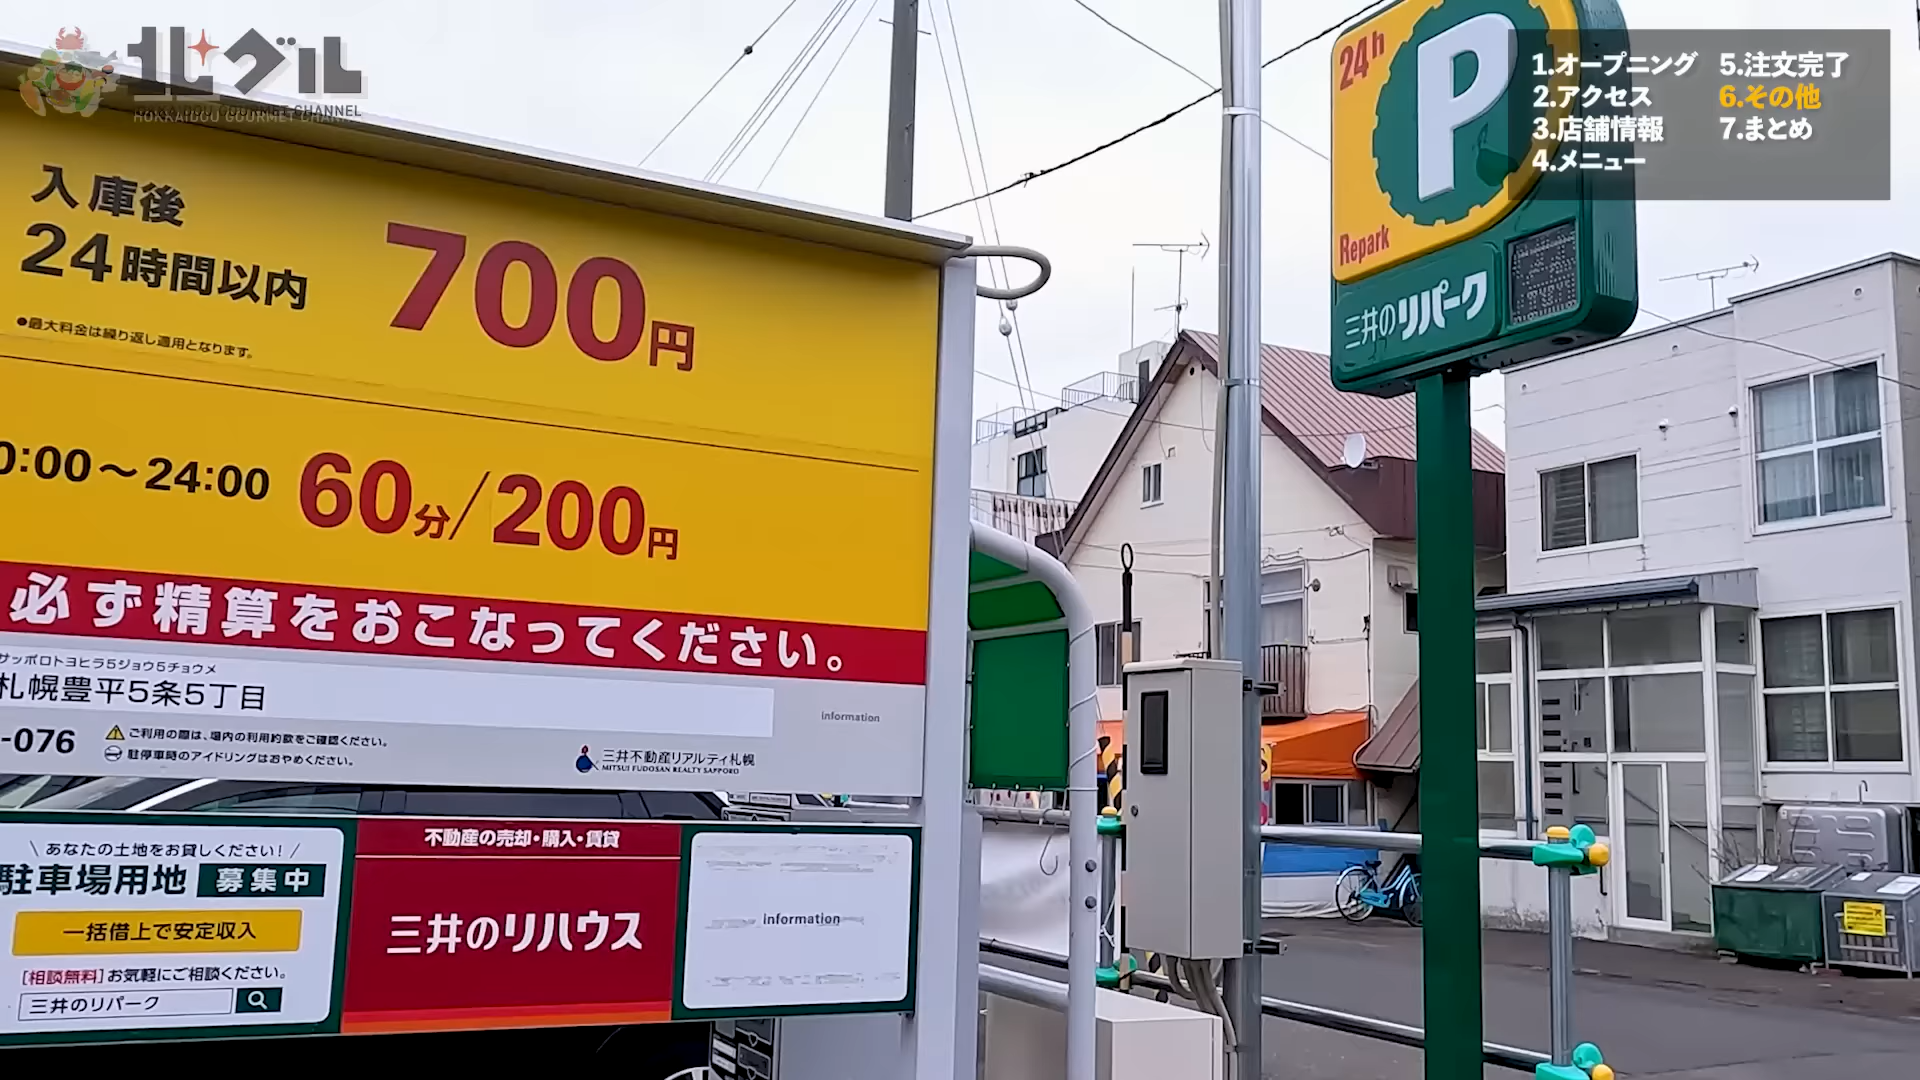 北グル
HOKKAIDOU GOURMET CHANNEL
1.オープニング
2.アクセス
3.店舗情報
4.メニュー
5.注文完了
6.その他
7.まとめ
入庫後
24時間以内
700円
●最大料金は繰り返し適用となります。
0:00～24:00 60分/200円
必ず精算をおこなってください。
サッポロトヨヒラ5ジョウ5チョウメ
札幌豊平5条5丁目
information
-076
ご利用の際は、場内の利用約款をご確認ください。
駐停車時のアイドリングはおやめください。
三井不動産リアルティ札幌
MITSUI FUDOSAN REALTY SAPPORO
\ あなたの土地をお貸しください! /
駐車場用地 募集中
一括借上で安定収入
[相談無料]お気軽にご相談ください。
三井のリパーク
不動産の売却・購入・賃貸
三井のリハウス
information
24h
P
Repark
三井のリパーク